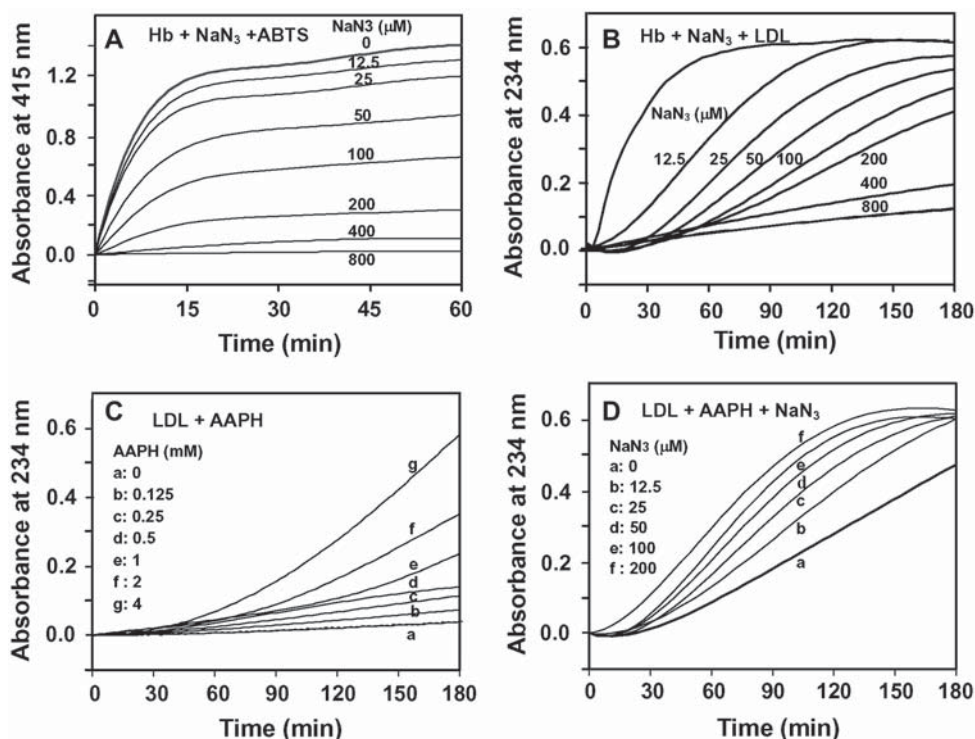 A
Hb + NaN₃ +ABTS
NaN3 (μM)
0
12.5
25
50
100
200
400
800
1.2
0.8
0.4
0.0
Absorbance at 415 nm
0 15 30 45 60
Time (min)
B
Hb + NaN₃ + LDL
NaN₃ (μM)
12.5 25 50 100 200
400
800
0.6
0.4
0.2
0.0
Absorbance at 234 nm
0 30 60 90 120 150 180
Time (min)
C
LDL + AAPH
AAPH (mM)
a: 0
b: 0.125
c: 0.25
d: 0.5
e: 1
f : 2
g: 4
g
f
e
d
c
b
a
0.6
0.4
0.2
0.0
Absorbance at 234 nm
0 30 60 90 120 150 180
Time (min)
D
LDL + AAPH + NaN₃
NaN3 (μM)
a: 0
b: 12.5
c: 25
d: 50
e: 100
f : 200
f
e
d
c
b
a
0.6
0.4
0.2
0.0
Absorbance at 234 nm
0 30 60 90 120 150 180
Time (min)